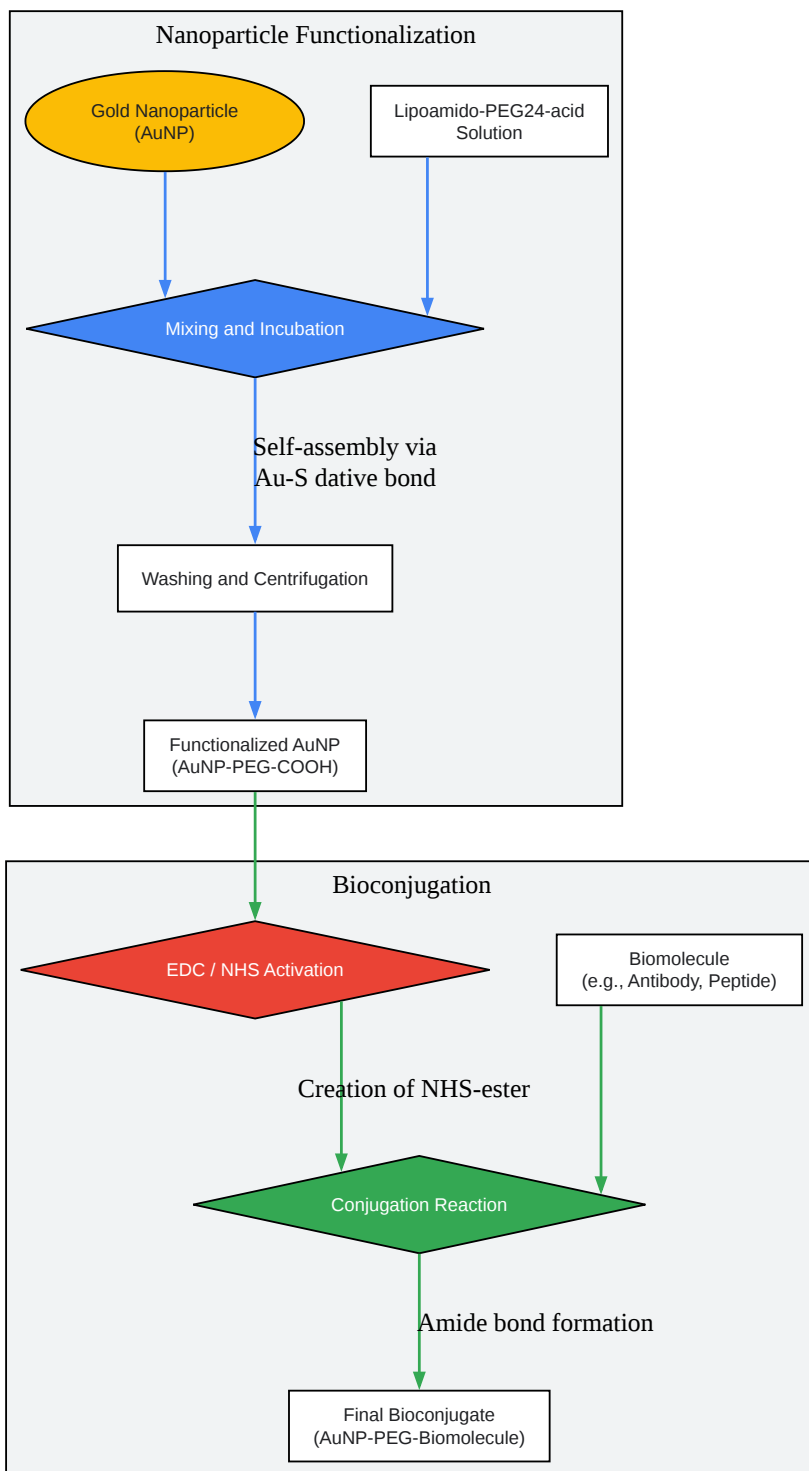 Nanoparticle Functionalization
Gold Nanoparticle
(AuNP)
Lipoamido-PEG24-acid
Solution
Mixing and Incubation
Self-assembly via
Au-S dative bond
Washing and Centrifugation
Functionalized AuNP
(AuNP-PEG-COOH)
Bioconjugation
EDC / NHS Activation
Biomolecule
(e.g., Antibody, Peptide)
Creation of NHS-ester
Conjugation Reaction
Amide bond formation
Final Bioconjugate
(AuNP-PEG-Biomolecule)